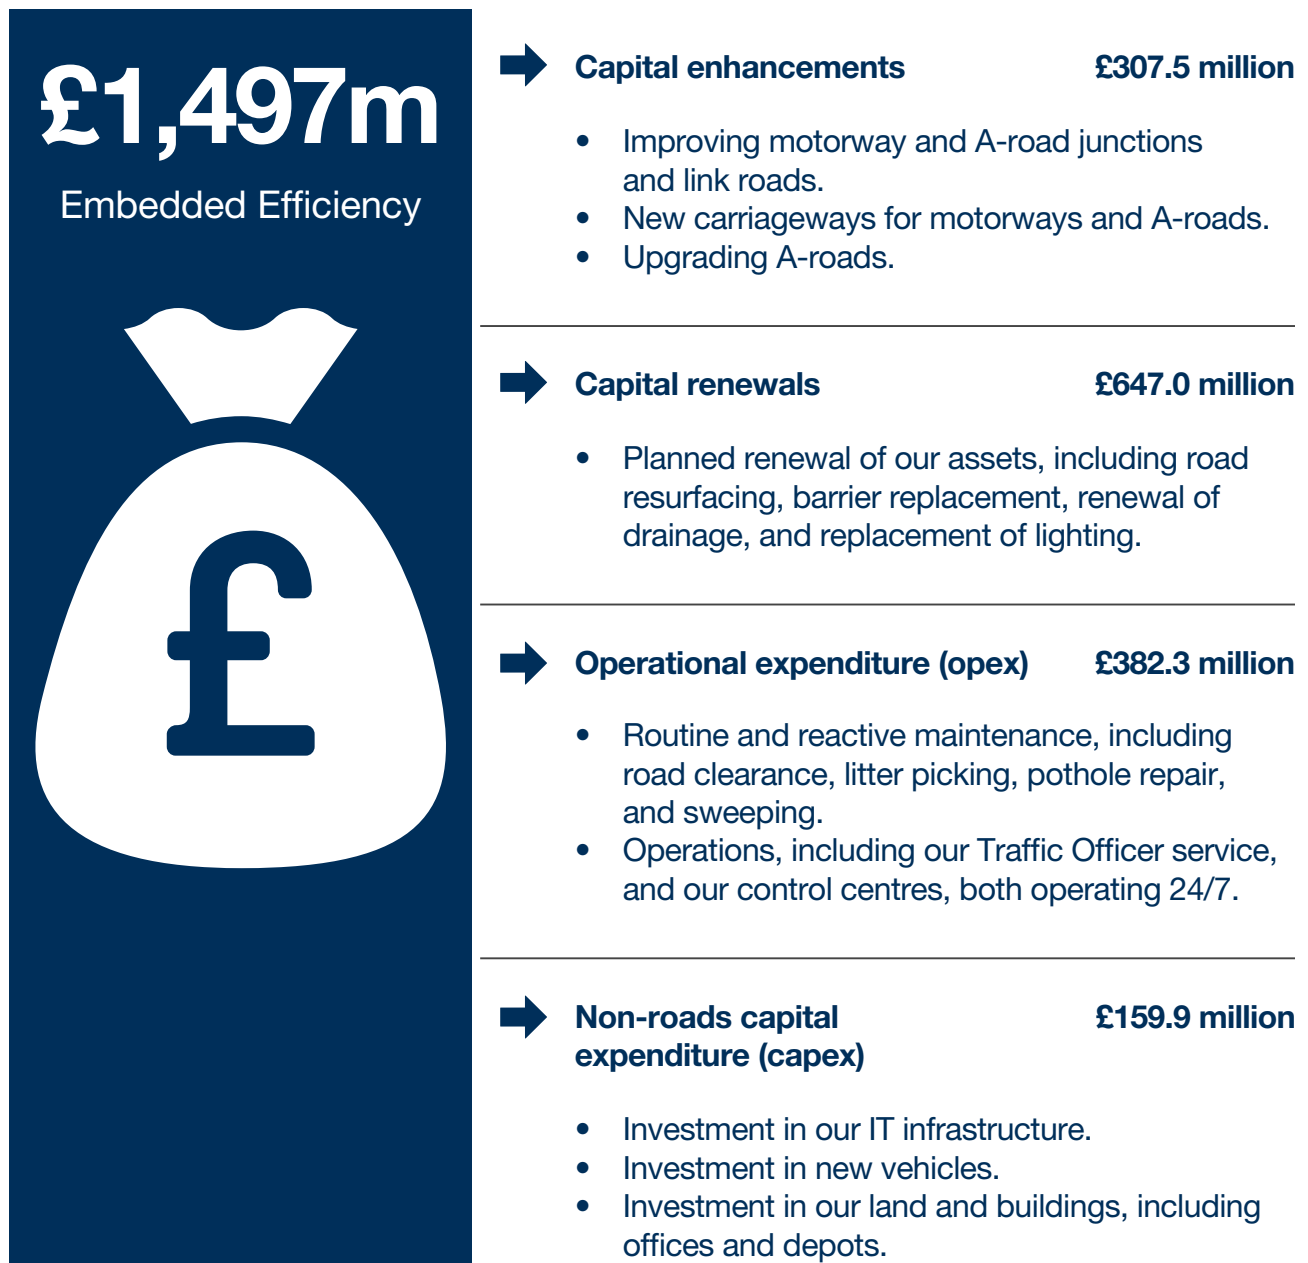 £1,497m
Embedded Efficiency
£
Capital enhancements £307.5 million
• Improving motorway and A-road junctions
and link roads.
• New carriageways for motorways and A-roads.
• Upgrading A-roads.
Capital renewals £647.0 million
• Planned renewal of our assets, including road
resurfacing, barrier replacement, renewal of
drainage, and replacement of lighting.
Operational expenditure (opex) £382.3 million
• Routine and reactive maintenance, including
road clearance, litter picking, pothole repair,
and sweeping.
• Operations, including our Traffic Officer service,
and our control centres, both operating 24/7.
Non-roads capital £159.9 million
expenditure (capex)
• Investment in our IT infrastructure.
• Investment in new vehicles.
• Investment in our land and buildings, including
offices and depots.